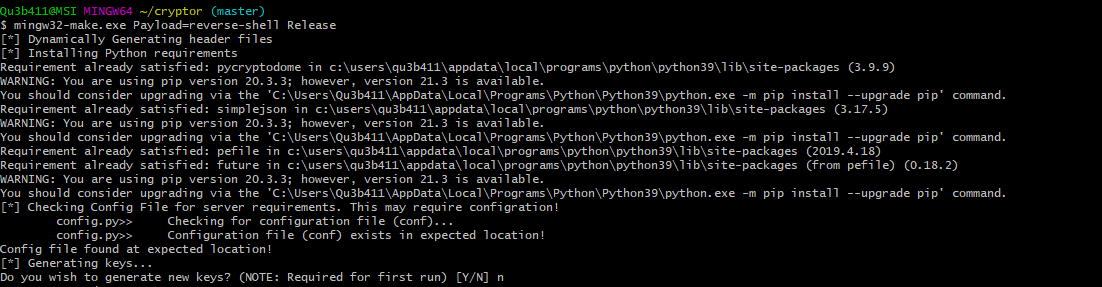 Qu3b411@MSI MINGW64 ~/cryptor (master)
$ mingw32-make.exe Payload=reverse-shell Release
[*] Dynamically Generating header files
[*] Installing Python requirements
Requirement already satisfied: pycryptodome in c:\users\qu3b411\appdata\local\programs\python\python39\lib\site-packages (3.9.9)
WARNING: You are using pip version 20.3.3; however, version 21.3 is available.
You should consider upgrading via the 'C:\Users\Qu3b411\AppData\Local\Programs\Python\Python39\python.exe -m pip install --upgrade pip' command.
Requirement already satisfied: simplejson in c:\users\qu3b411\appdata\local\programs\python\python39\lib\site-packages (3.17.5)
WARNING: You are using pip version 20.3.3; however, version 21.3 is available.
You should consider upgrading via the 'C:\Users\Qu3b411\AppData\Local\Programs\Python\Python39\python.exe -m pip install --upgrade pip' command.
Requirement already satisfied: pefile in c:\users\qu3b411\appdata\local\programs\python\python39\lib\site-packages (2019.4.18)
Requirement already satisfied: future in c:\users\qu3b411\appdata\local\programs\python\python39\lib\site-packages (from pefile) (0.18.2)
WARNING: You are using pip version 20.3.3; however, version 21.3 is available.
You should consider upgrading via the 'C:\Users\Qu3b411\AppData\Local\Programs\Python\Python39\python.exe -m pip install --upgrade pip' command.
[*] Checking Config File for server requirements. This may require configration!
config.py>> Checking for configuration file (conf)...
config.py>> Configuration file (conf) exists in expected location!
Config file found at expected location!
[*] Generating keys...
Do you wish to generate new keys? (NOTE: Required for first run) [Y/N] n